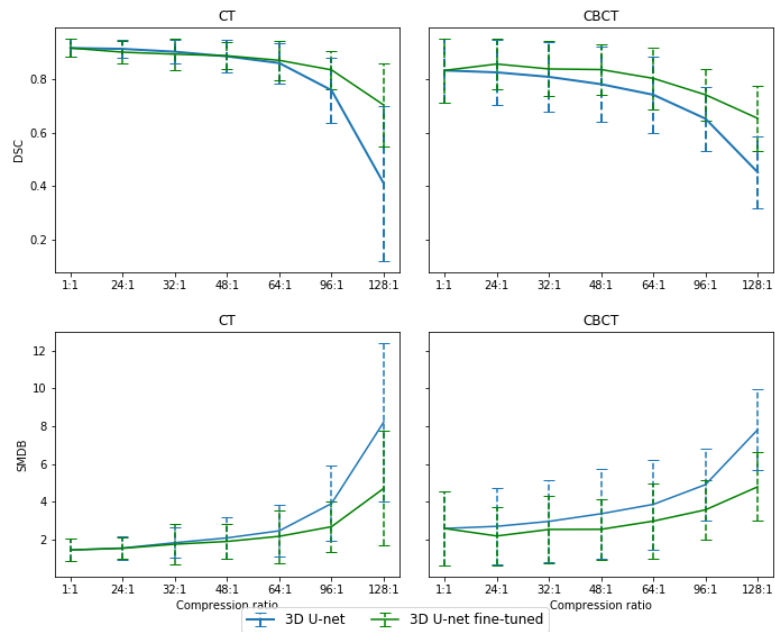 CT
CBCT
DSC
0.8
0.6
0.4
0.2
1:1 24:1 32:1 48:1 64:1 96:1 128:1
1:1 24:1 32:1 48:1 64:1 96:1 128:1
CT
CBCT
SMDB
12
10
8
6
4
2
1:1 24:1 32:1 48:1 64:1 96:1 128:1
1:1 24:1 32:1 48:1 64:1 96:1 128:1
Compression ratio
Compression ratio
3D U-net
3D U-net fine-tuned